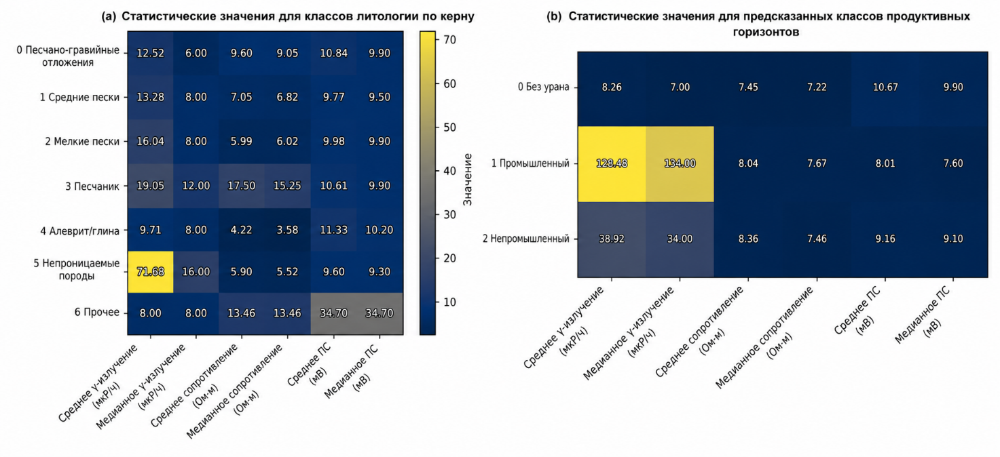 (a) Статистические значения для классов литологии по керну
0 Песчано-гравийные
отложения
12.52 6.00 9.60 9.05 10.84 9.90
1 Средние пески
13.28 8.00 7.05 6.82 9.77 9.50
2 Мелкие пески
16.04 8.00 5.99 6.02 9.98 9.90
3 Песчаник
19.05 12.00 17.50 15.25 10.61 9.90
4 Алеврит/глина
9.71 8.00 4.22 3.58 11.33 10.20
5 Непроницаемые
породы
71.68 16.00 5.90 5.52 9.60 9.30
6 Прочее
8.00 8.00 13.46 13.46 34.70 34.70
Среднее γ-излучение
(мкР/ч)
Медианное γ-излучение
(мкР/ч)
Среднее сопротивление
(Ом·м)
Медианное сопротивление
(Ом·м)
Среднее ПС
(мВ)
Медианное ПС
(мВ)
70
60
50
40
30
20
10
Значение
(b) Статистические значения для предсказанных классов продуктивных
горизонтов
0 Без урана
8.26 7.00 7.45 7.22 10.67 9.90
1 Промышленный
128.48 134.00 8.04 7.67 8.01 7.60
2 Непромышленный
38.92 34.00 8.36 7.46 9.16 9.10
Среднее γ-излучение
(мкР/ч)
Медианное γ-излучение
(мкР/ч)
Среднее сопротивление
(Ом·м)
Медианное сопротивление
(Ом·м)
Среднее ПС
(мВ)
Медианное ПС
(мВ)